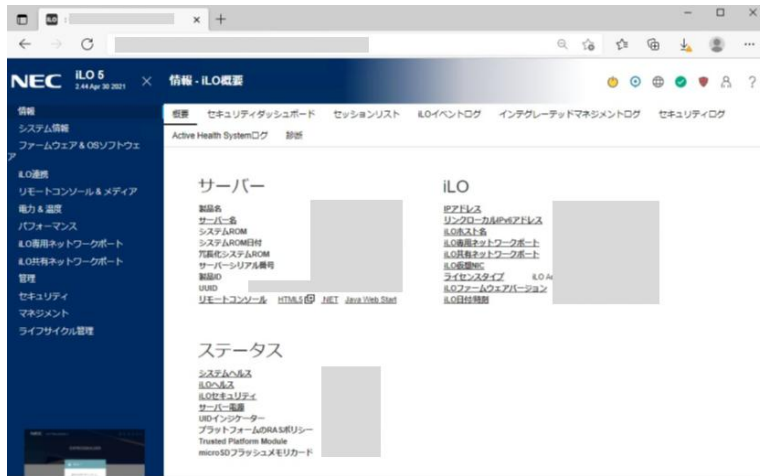 iLO :
NEC iLO 5
2.44 Apr 30 2021
情報 - iLO概要
情報
システム情報
ファームウェア & OSソフトウェ
ア
iLO連携
リモートコンソール & メディア
電力 & 温度
パフォーマンス
iLO専用ネットワークポート
iLO共有ネットワークポート
管理
セキュリティ
マネジメント
ライフサイクル管理
概要 セキュリティダッシュボード セッションリスト iLOイベントログ インテグレーテッドマネジメントログ セキュリティログ
Active Health Systemログ 診断
サーバー
製品名
サーバー名
システムROM
システムROM日付
冗長化システムROM
サーバーシリアル番号
製品ID
UUID
リモートコンソール HTML5 .NET Java Web Start
iLO
IPアドレス
リンクローカルIPv6アドレス
iLOホスト名
iLO専用ネットワークポート
iLO共有ネットワークポート
iLO仮想NIC
ライセンスタイプ iLO
iLOファームウェアバージョン
iLO日付/時刻
ステータス
システムヘルス
iLOヘルス
iLOセキュリティ
サーバー電源
UIDインジケーター
プラットフォームのRASポリシー
Trusted Platform Module
microSDフラッシュメモリカード